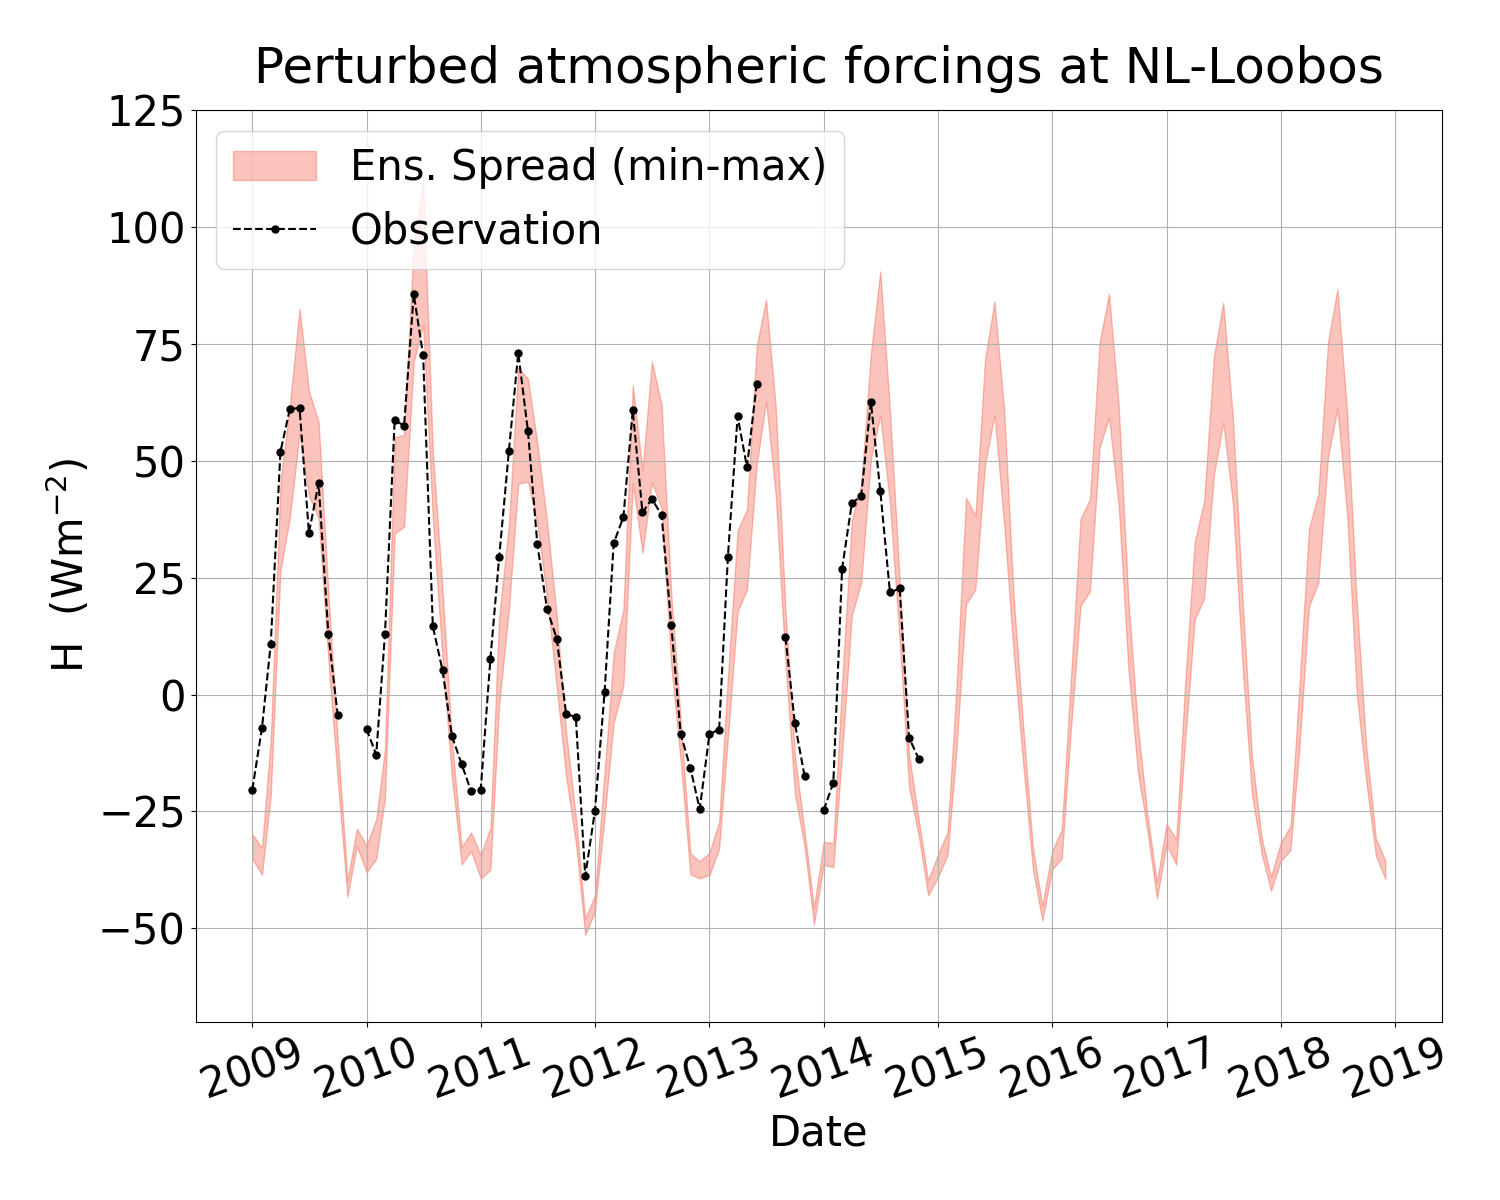 Perturbed atmospheric forcings at NL-Loobos
125
100
75
50
25
0
−25
−50
H (Wm⁻²)
Ens. Spread (min-max)
Observation
2009 2010 2011 2012 2013 2014 2015 2016 2017 2018 2019
Date